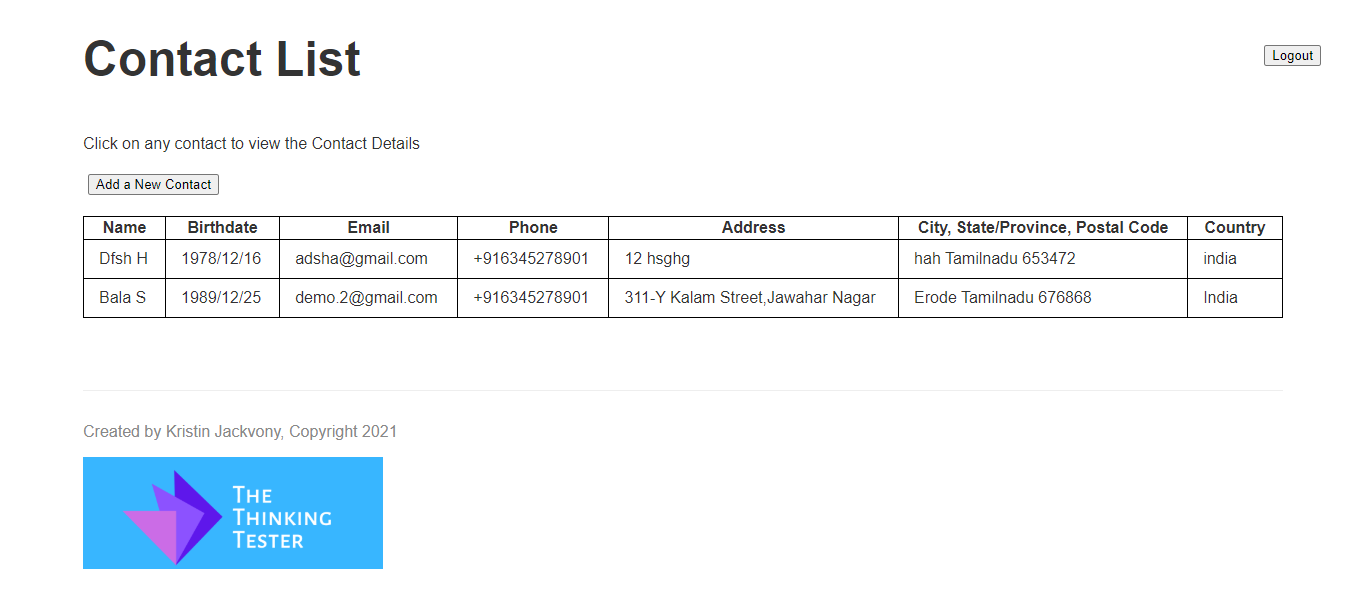 Contact List
Logout
Click on any contact to view the Contact Details
Add a New Contact
Name Birthdate Email Phone Address City, State/Province, Postal Code Country
Dfsh H 1978/12/16 adsha@gmail.com +916345278901 12 hsghg hah Tamilnadu 653472 india
Bala S 1989/12/25 demo.2@gmail.com +916345278901 311-Y Kalam Street,Jawahar Nagar Erode Tamilnadu 676868 India
Created by Kristin Jackvony, Copyright 2021
THE
THINKING
TESTER